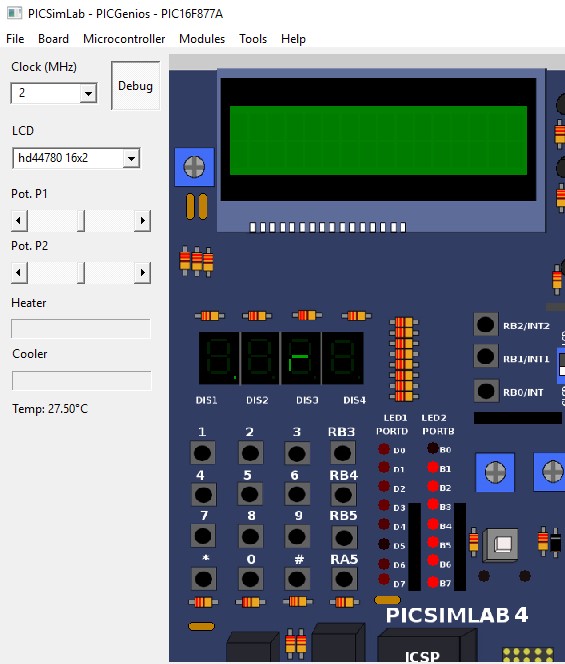 PICSimLab - PICGenios - PIC16F877A
File Board Microcontroller Modules Tools Help
Clock (MHz)
2
Debug
LCD
hd44780 16x2
Pot. P1
Pot. P2
Heater
Cooler
Temp: 27.50°C
RB2/INT2
RB1/INT1
RB0/INT
DIS1 DIS2 DIS3 DIS4
LED1 LED2
PORTD PORTB
1 2 3 RB3
4 5 6 RB4
7 8 9 RB5
* 0 # RA5
D0 B0
D1 B1
D2 B2
D3 B3
D4 B4
D5 B5
D6 B6
D7 B7
PICSIMLAB 4
ICSP